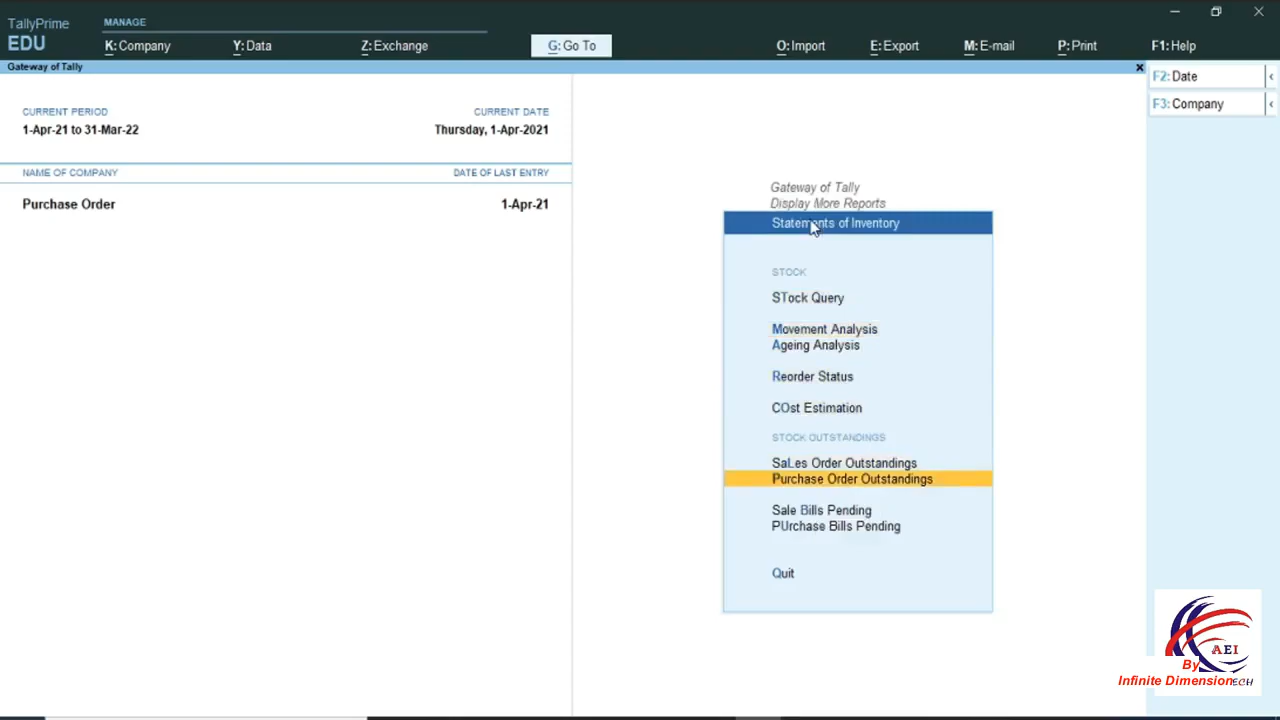 TallyPrime
EDU
MANAGE
K: Company
Y: Data
Z: Exchange
G: Go To
O: Import
E: Export
M: E-mail
P: Print
F1: Help
Gateway of Tally
x
F2: Date
F3: Company
CURRENT PERIOD
CURRENT DATE
1-Apr-21 to 31-Mar-22
Thursday, 1-Apr-2021
NAME OF COMPANY
DATE OF LAST ENTRY
Purchase Order
1-Apr-21
Gateway of Tally
Display More Reports
Statements of Inventory
STOCK
STock Query
Movement Analysis
Ageing Analysis
Reorder Status
COst Estimation
STOCK OUTSTANDINGS
SaLes Order Outstandings
Purchase Order Outstandings
Sale Bills Pending
PUrchase Bills Pending
Quit
AEI
By
Infinite Dimension
ECH